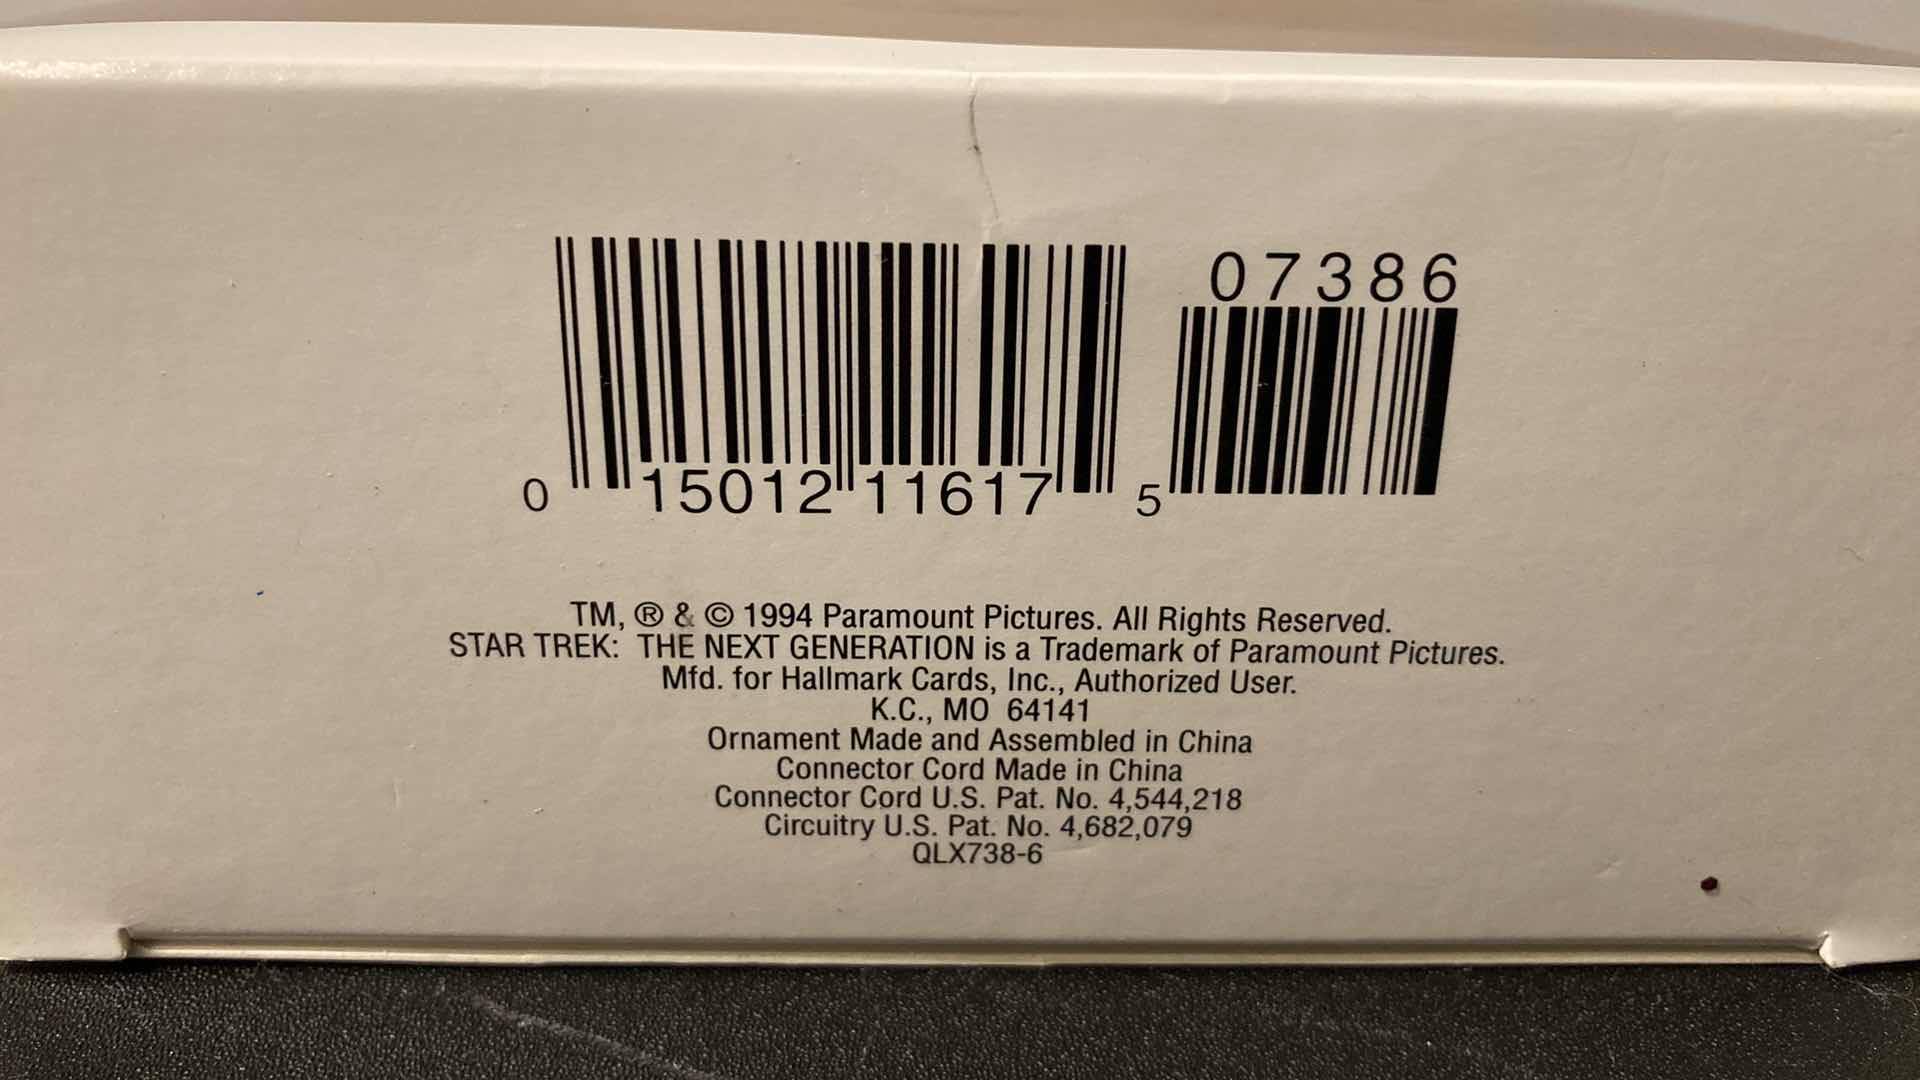 07386
0 15012 11617 5
TM, ® & © 1994 Paramount Pictures. All Rights Reserved.
STAR TREK: THE NEXT GENERATION is a Trademark of Paramount Pictures.
Mfd. for Hallmark Cards, Inc., Authorized User.
K.C., MO 64141
Ornament Made and Assembled in China
Connector Cord Made in China
Connector Cord U.S. Pat. No. 4,544,218
Circuitry U.S. Pat. No. 4,682,079
QLX738-6